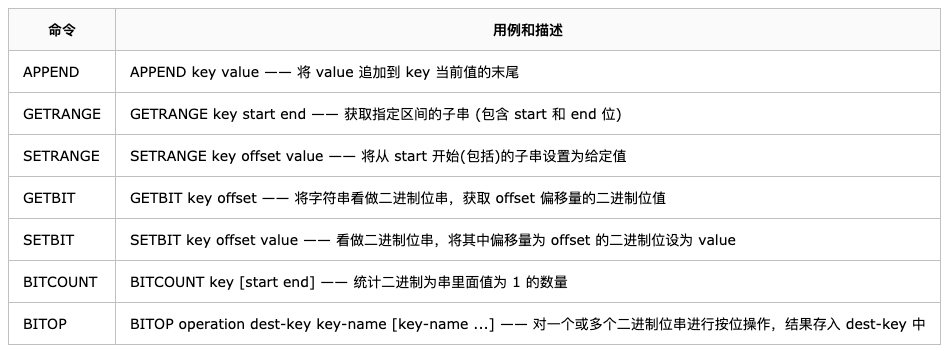 命令 用例和描述
APPEND APPEND key value —— 将 value 追加到 key 当前值的末尾
GETRANGE GETRANGE key start end —— 获取指定区间的子串 (包含 start 和 end 位)
SETRANGE SETRANGE key offset value —— 将从 start 开始(包括)的子串设置为给定值
GETBIT GETBIT key offset —— 将字符串看做二进制位串，获取 offset 偏移量的二进制位值
SETBIT SETBIT key offset value —— 看做二进制位串，将其中偏移量为 offset 的二进制位设为 value
BITCOUNT BITCOUNT key [start end] —— 统计二进制为串里面值为 1 的数量
BITOP BITOP operation dest-key key-name [key-name ...] —— 对一个或多个二进制位串进行按位操作，结果存入 dest-key 中